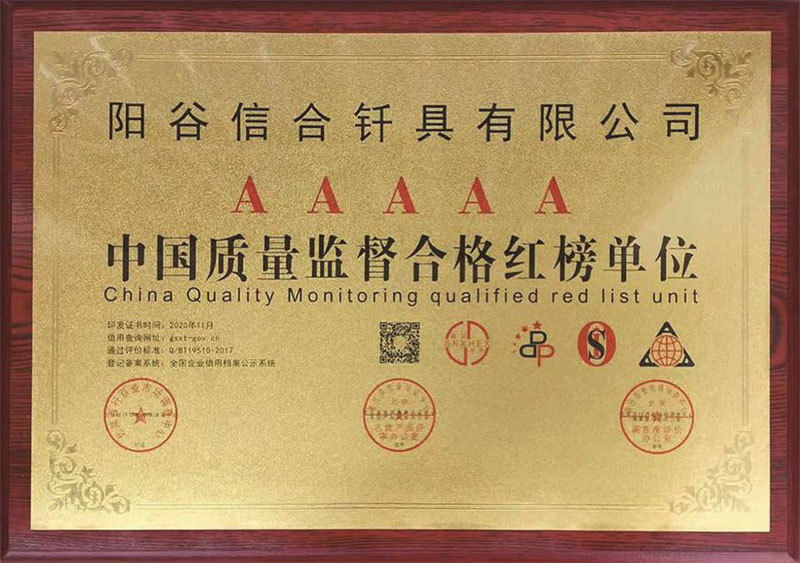 阳谷信合钎具有限公司
AAAAA
中国质量监督合格红榜单位
China Quality Monitoring qualified red list unit
印发证书时间：2020年11月
信用查询网址：gsxt-gov.cn
通过评价标准：Q/BT19510-2017
登记备案系统：全国企业信用档案公示系统